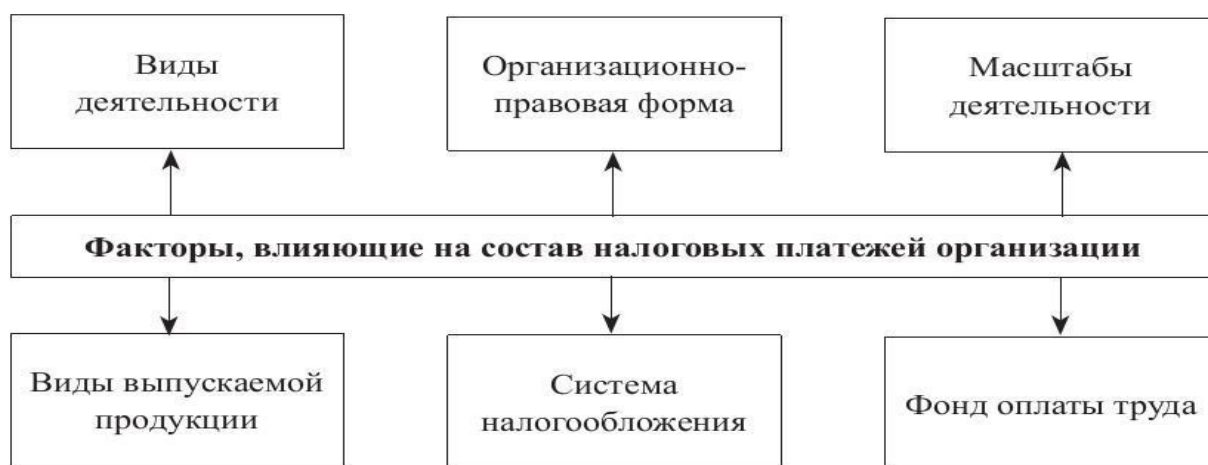 Виды
деятельности
Организационно-
правовая форма
Масштабы
деятельности
Факторы, влияющие на состав налоговых платежей организации
Виды выпускаемой
продукции
Система
налогообложения
Фонд оплаты труда